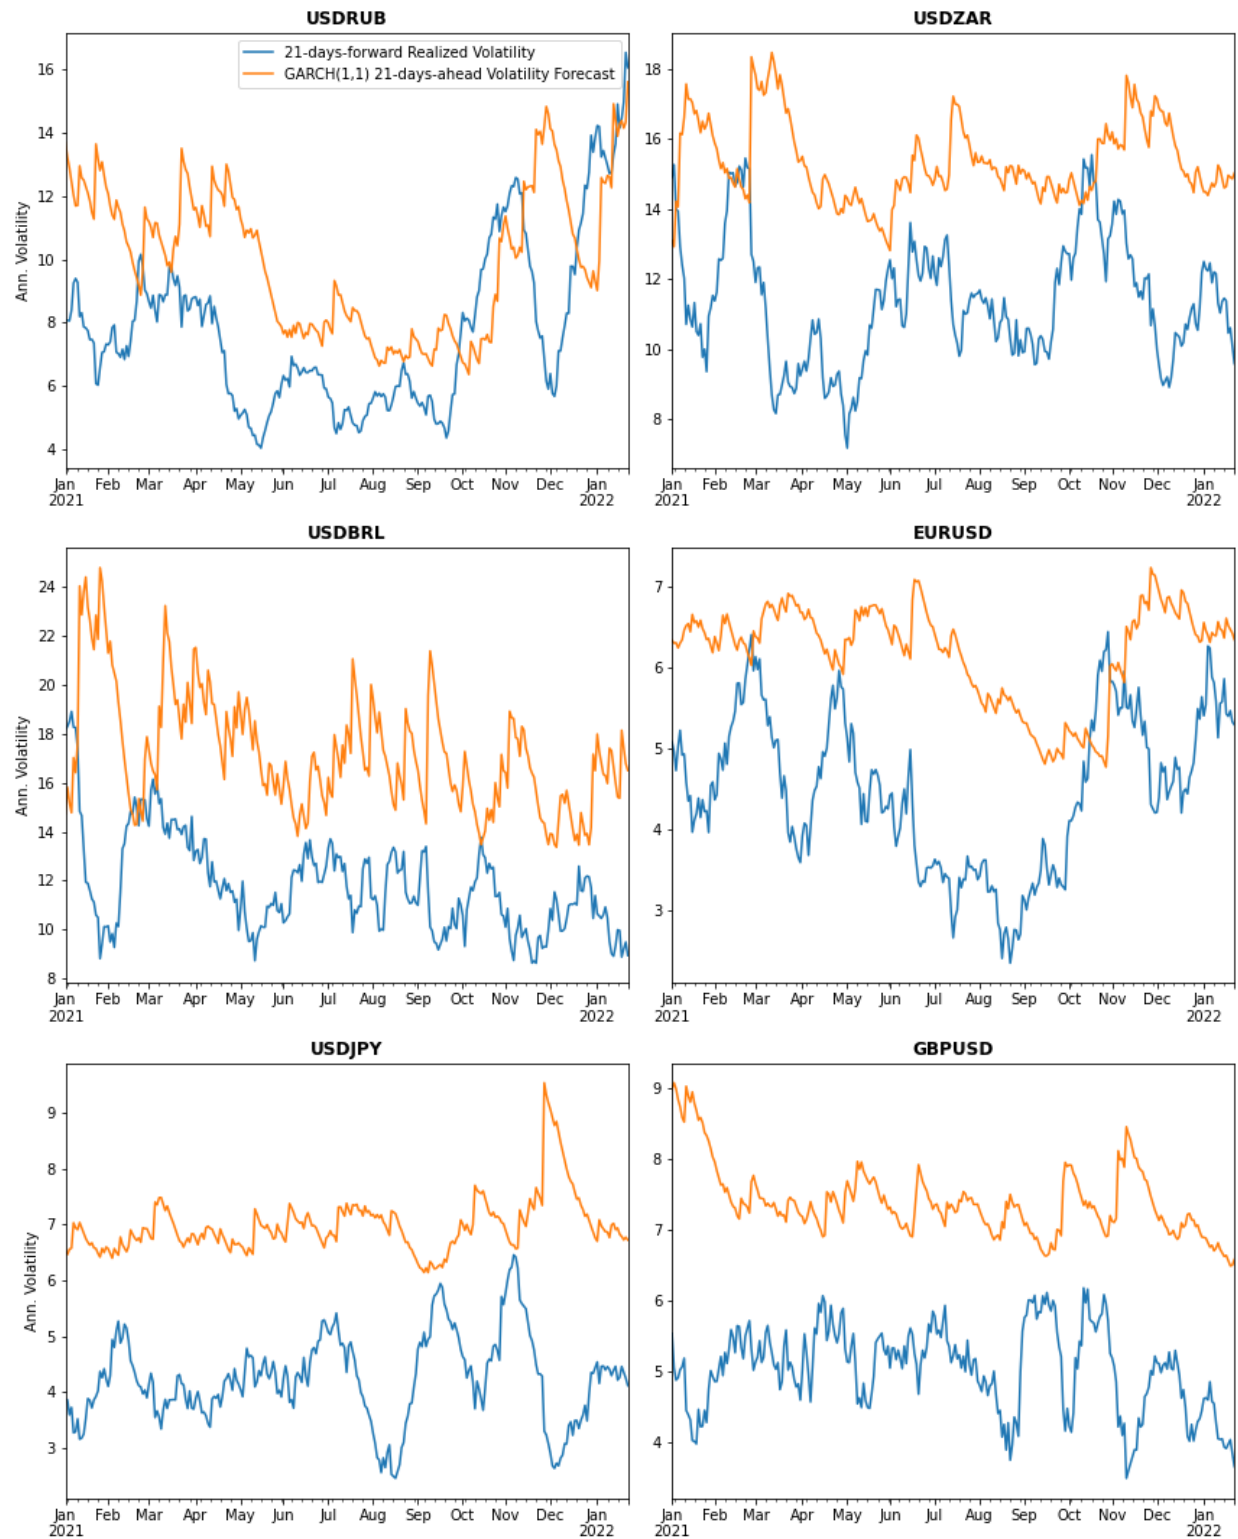 USDRUB
21-days-forward Realized Volatility
GARCH(1,1) 21-days-ahead Volatility Forecast
Ann. Volatility
16
14
12
10
8
6
4
Jan Feb Mar Apr May Jun Jul Aug Sep Oct Nov Dec Jan
2021 2022
USDZAR
18
16
14
12
10
8
Jan Feb Mar Apr May Jun Jul Aug Sep Oct Nov Dec Jan
2021 2022
USDBRL
Ann. Volatility
24
22
20
18
16
14
12
10
8
Jan Feb Mar Apr May Jun Jul Aug Sep Oct Nov Dec Jan
2021 2022
EURUSD
7
6
5
4
3
Jan Feb Mar Apr May Jun Jul Aug Sep Oct Nov Dec Jan
2021 2022
USDJPY
Ann. Volatility
9
8
7
6
5
4
3
Jan Feb Mar Apr May Jun Jul Aug Sep Oct Nov Dec Jan
2021 2022
GBPUSD
9
8
7
6
5
4
Jan Feb Mar Apr May Jun Jul Aug Sep Oct Nov Dec Jan
2021 2022